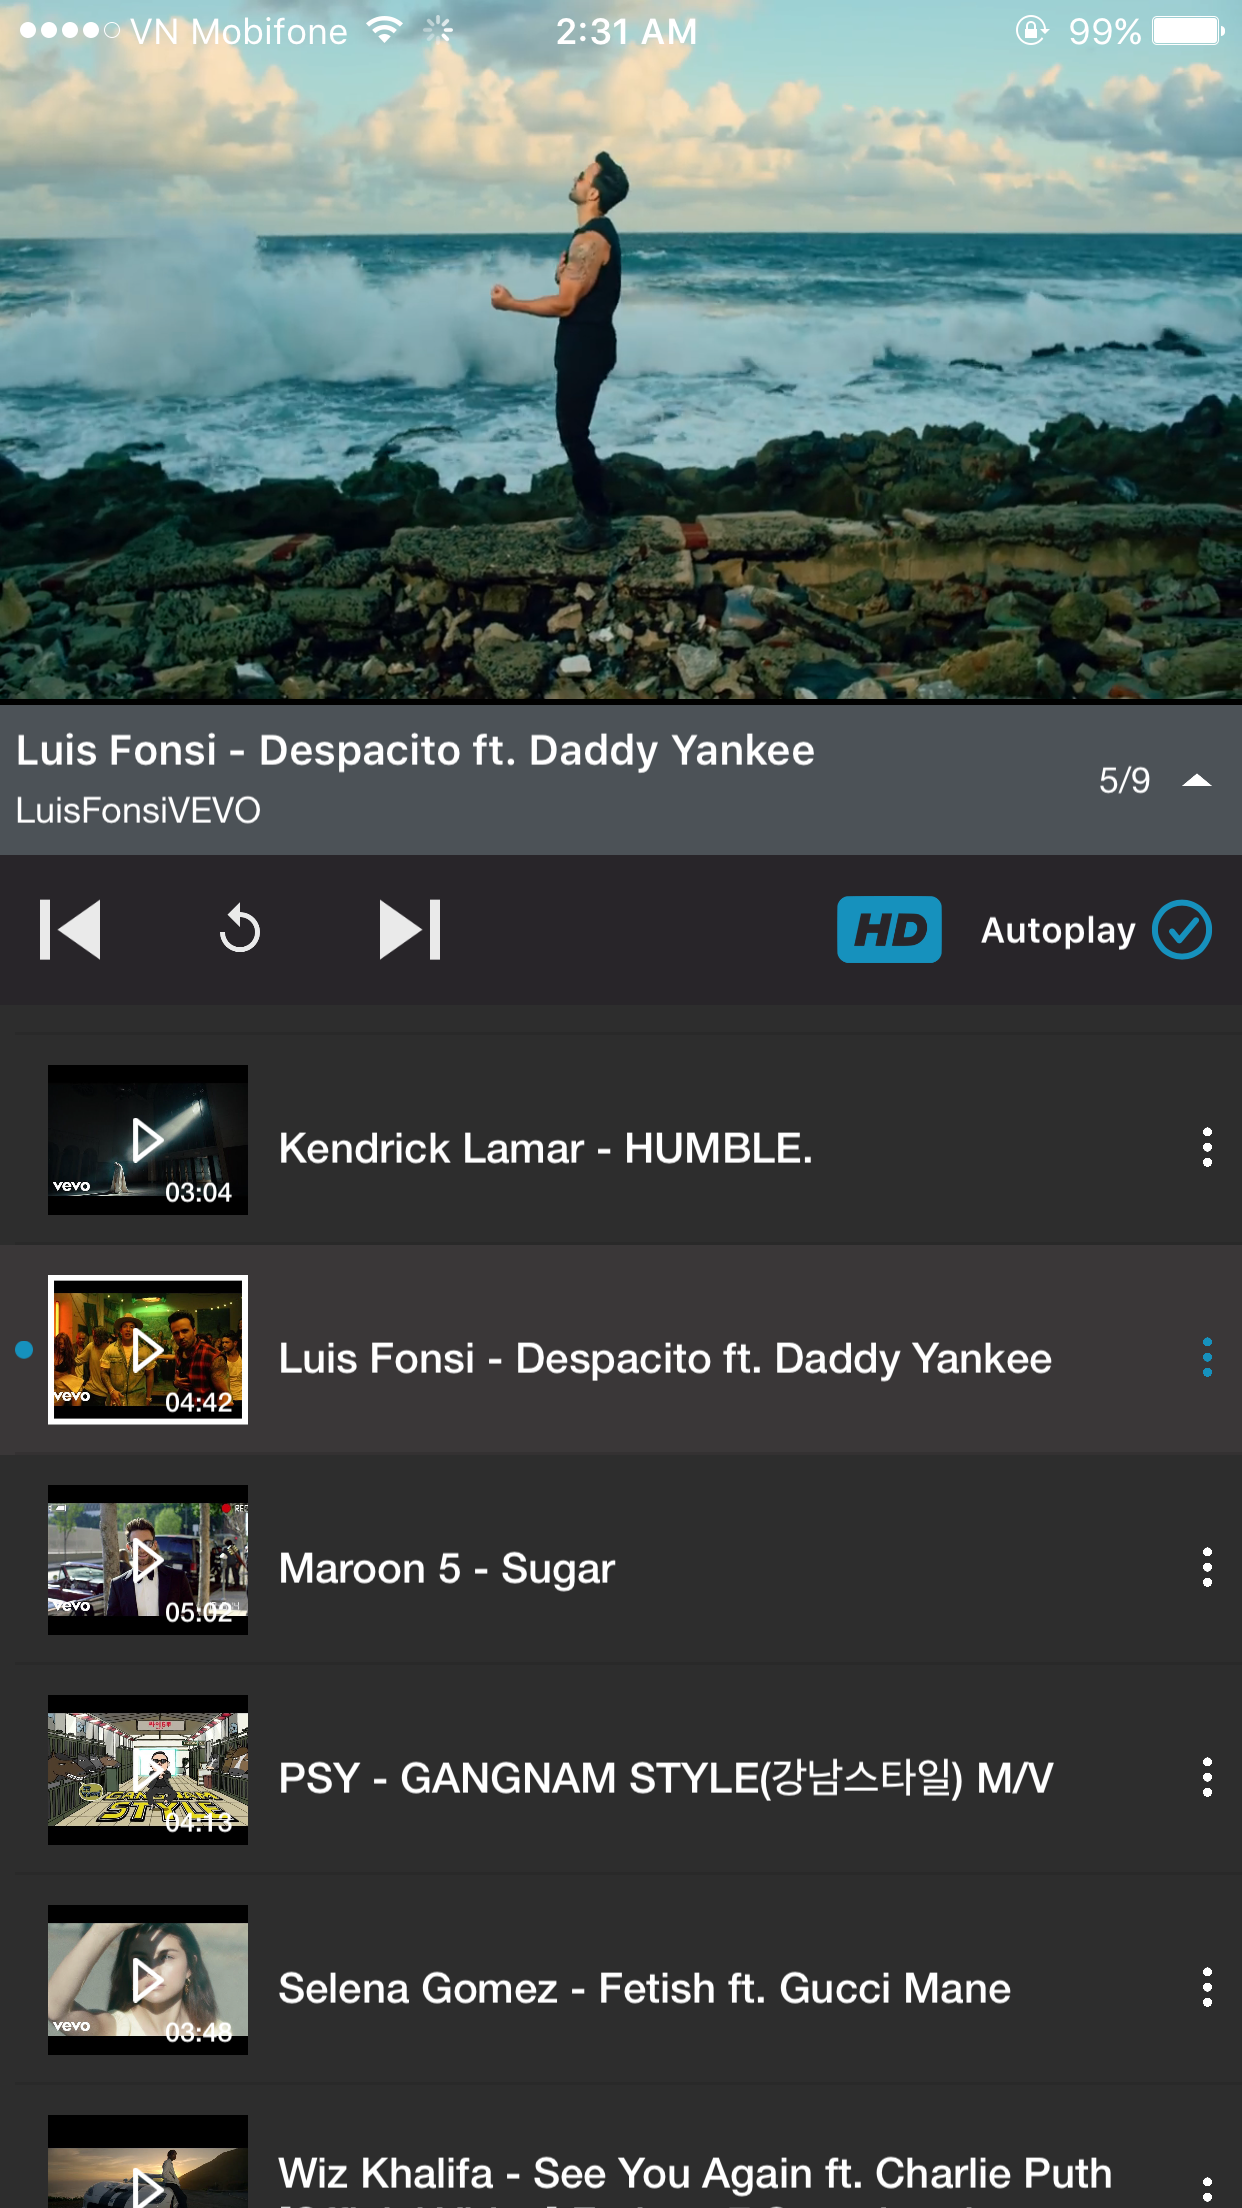 VN Mobifone 2:31 AM 99%
Luis Fonsi - Despacito ft. Daddy Yankee
LuisFonsiVEVO
5/9
HD Autoplay
vevo 03:04
Kendrick Lamar - HUMBLE.
vevo 04:42
Luis Fonsi - Despacito ft. Daddy Yankee
REC
vevo 05:02
Maroon 5 - Sugar
STYLE
04:13
PSY - GANGNAM STYLE(강남스타일) M/V
vevo 03:48
Selena Gomez - Fetish ft. Gucci Mane
Wiz Khalifa - See You Again ft. Charlie Puth